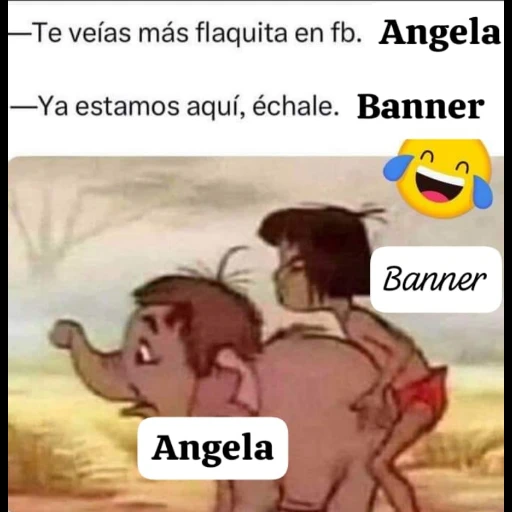 —Te veías más flaquita en fb. Angela
—Ya estamos aquí, échale. Banner
Banner
Angela